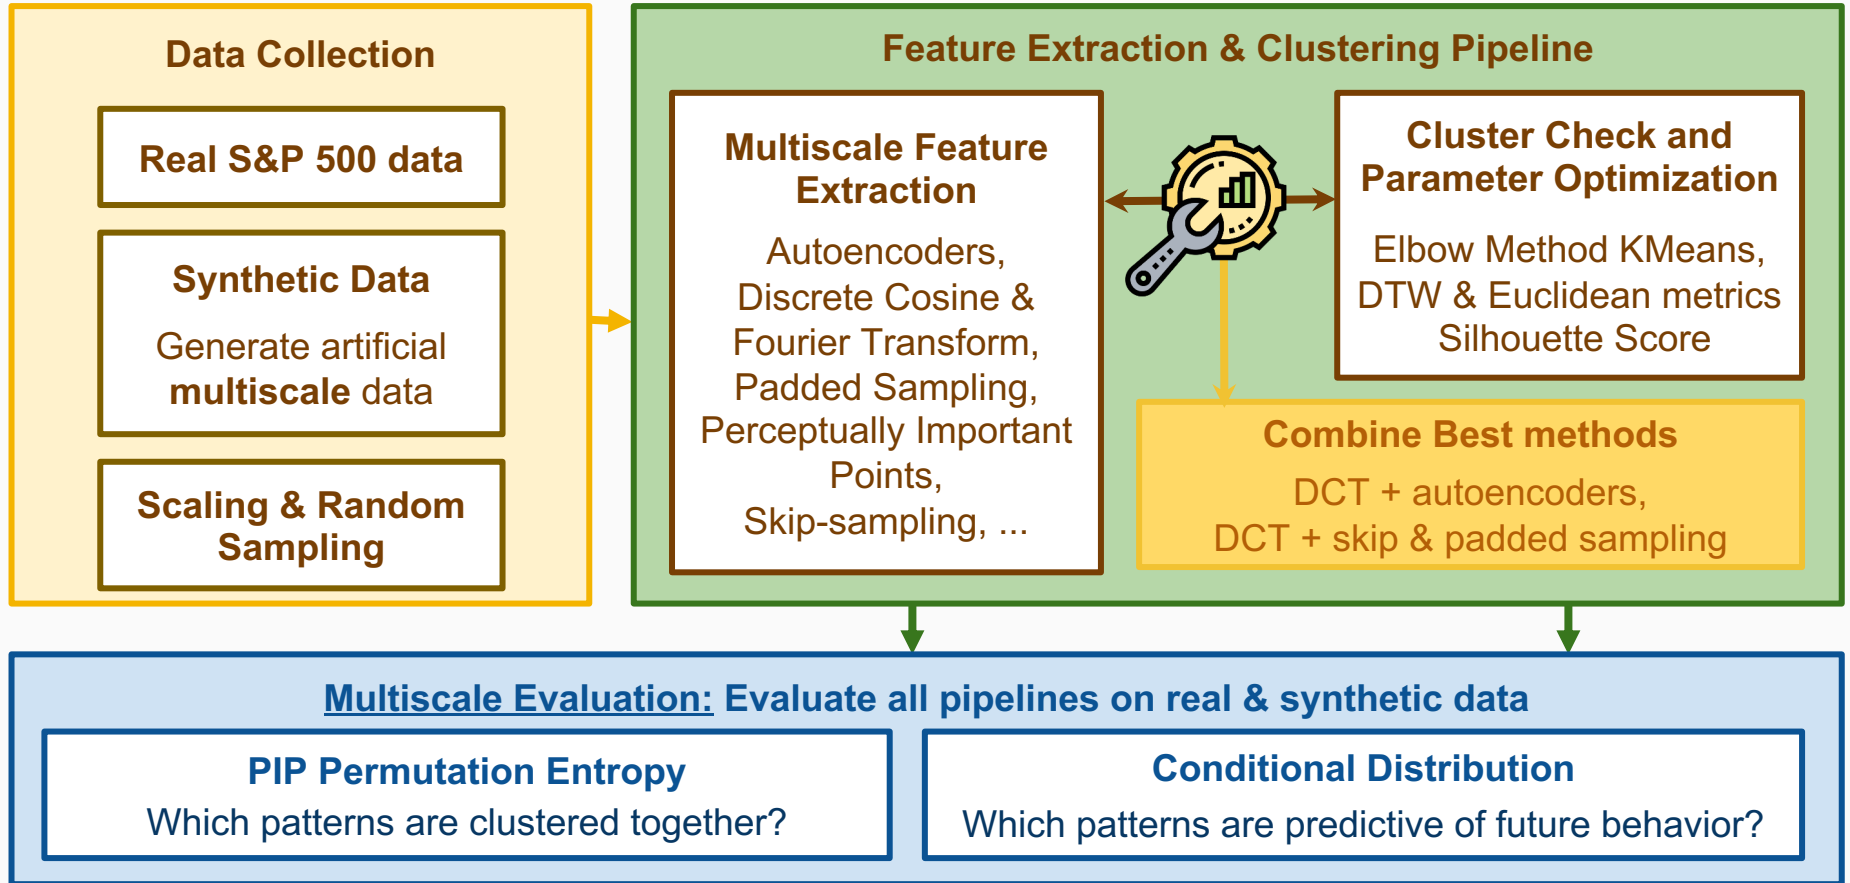 Data Collection
Real S&P 500 data
Synthetic Data
Generate artificial
multiscale data
Scaling & Random
Sampling
Feature Extraction & Clustering Pipeline
Multiscale Feature
Extraction
Autoencoders,
Discrete Cosine &
Fourier Transform,
Padded Sampling,
Perceptually Important
Points,
Skip-sampling, ...
Cluster Check and
Parameter Optimization
Elbow Method KMeans,
DTW & Euclidean metrics
Silhouette Score
Combine Best methods
DCT + autoencoders,
DCT + skip & padded sampling
Multiscale Evaluation: Evaluate all pipelines on real & synthetic data
PIP Permutation Entropy
Which patterns are clustered together?
Conditional Distribution
Which patterns are predictive of future behavior?